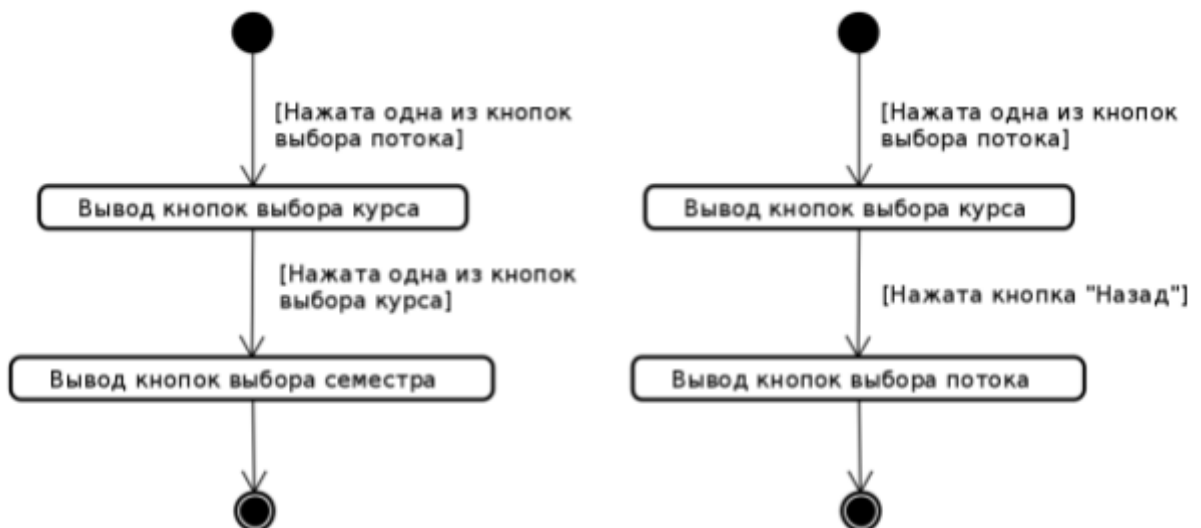 [Нажата одна из кнопок
выбора потока]
Вывод кнопок выбора курса
[Нажата одна из кнопок
выбора курса]
Вывод кнопок выбора семестра
[Нажата одна из кнопок
выбора потока]
Вывод кнопок выбора курса
[Нажата кнопка "Назад"]
Вывод кнопок выбора потока